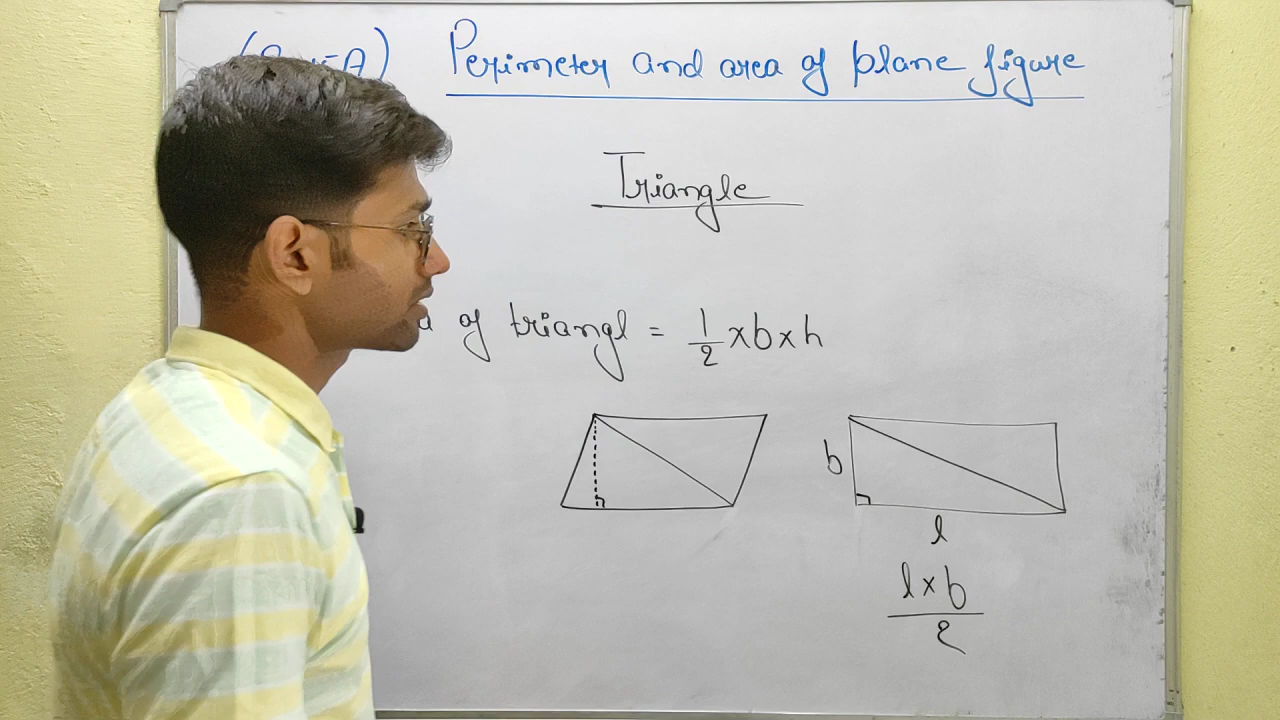 Perimeter and area of plane figure
Triangle
of triangl = 1/2 × b × h
b
l
l × b / 2